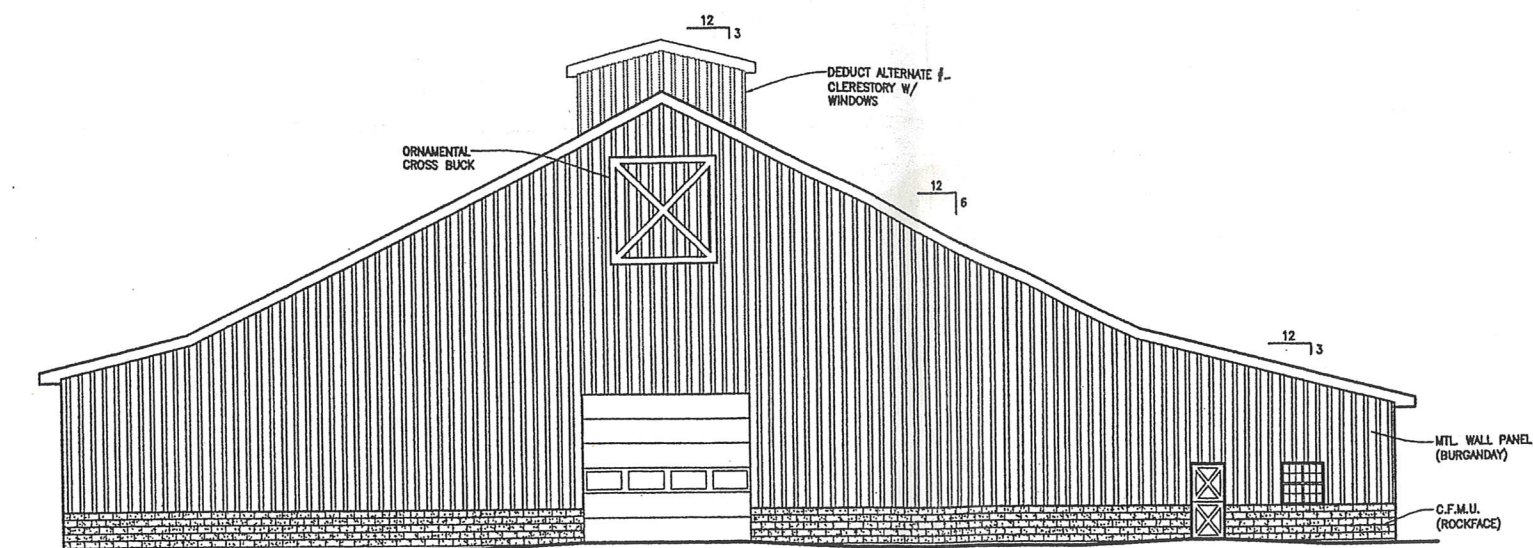 12
3
DEDUCT ALTERNATE #_
CLERESTORY W/
WINDOWS
ORNAMENTAL
CROSS BUCK
12
6
12
3
MTL. WALL PANEL
(BURGANDAY)
C.F.M.U.
(ROCKFACE)